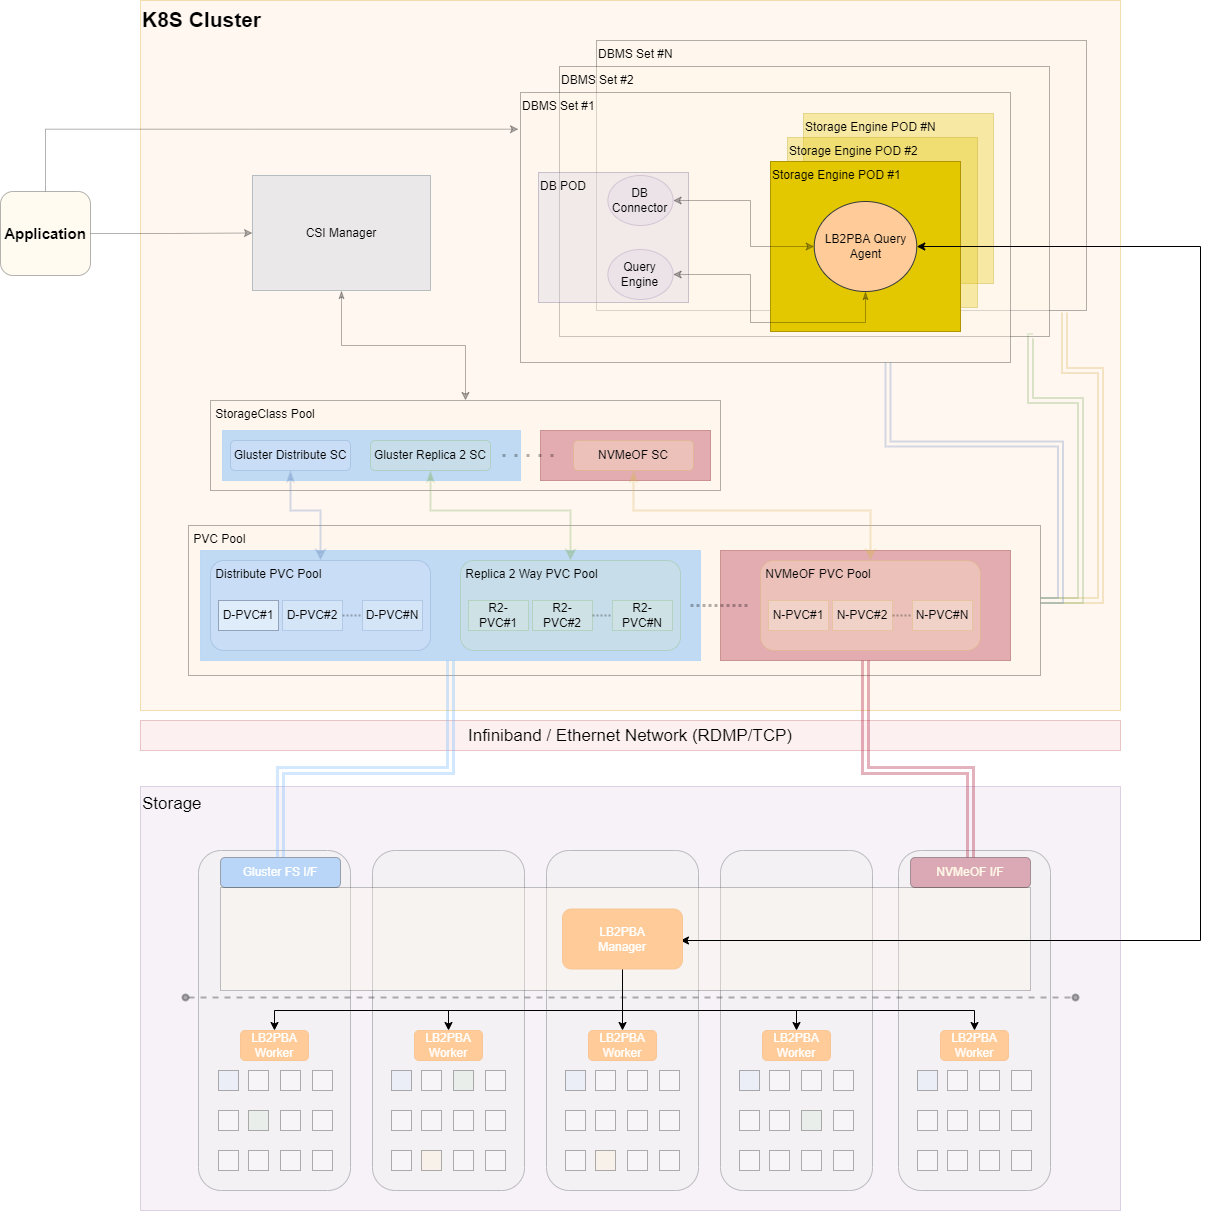 K8S Cluster
DBMS Set #N
DBMS Set #2
DBMS Set #1
Storage Engine POD #N
Storage Engine POD #2
Storage Engine POD #1
DB POD
DB
Connector
Query
Engine
LB2PBA Query
Agent
Application
CSI Manager
StorageClass Pool
Gluster Distribute SC
Gluster Replica 2 SC
NVMeOF SC
PVC Pool
Distribute PVC Pool
D-PVC#1
D-PVC#2
D-PVC#N
Replica 2 Way PVC Pool
R2-
PVC#1
R2-
PVC#2
R2-
PVC#N
NVMeOF PVC Pool
N-PVC#1
N-PVC#2
N-PVC#N
Infiniband / Ethernet Network (RDMP/TCP)
Storage
Gluster FS I/F
NVMeOF I/F
LB2PBA
Manager
LB2PBA
Worker
LB2PBA
Worker
LB2PBA
Worker
LB2PBA
Worker
LB2PBA
Worker